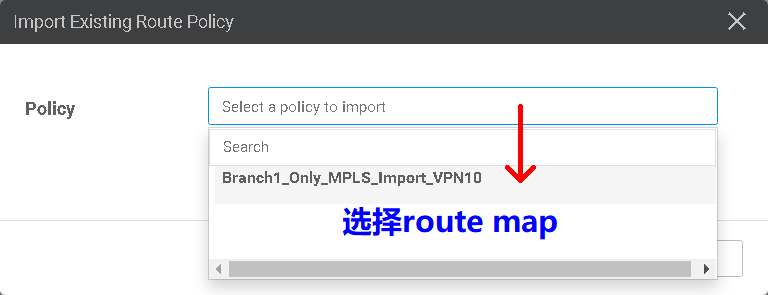 Import Existing Route Policy
Policy
Select a policy to import
Search
Branch1_Only_MPLS_Import_VPN10
选择route map